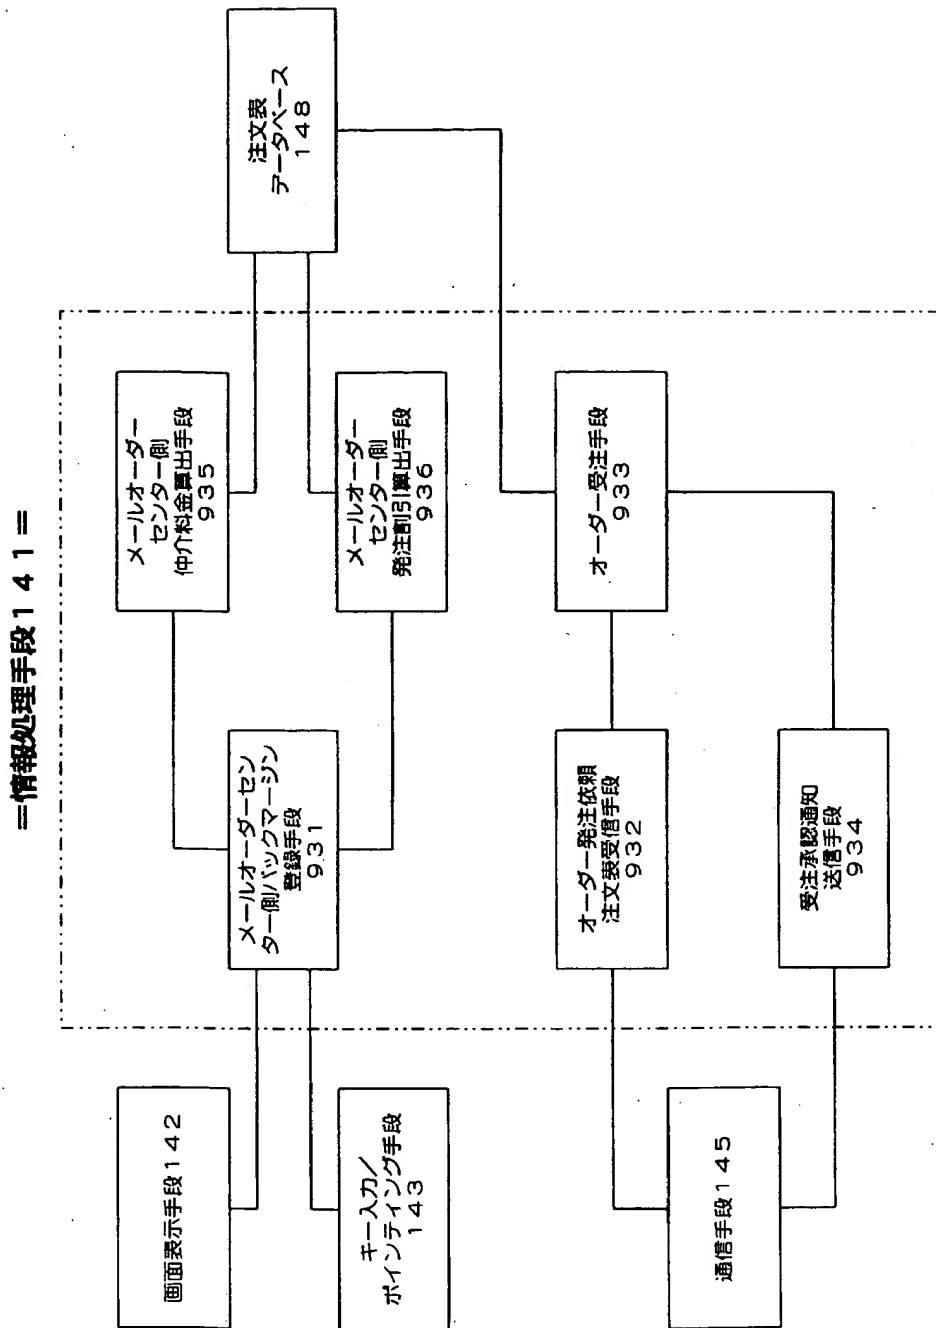 =情報処理手段141=
画面表示手段142
キー入力/
ポインティング手段
143
通信手段145
メールオーダーセン
ター側バックマージン
登録手段
931
オーダー発注依頼
注文表受信手段
932
受注承認通知
送信手段
934
メールオーダー
センター側
仲介料金算出手段
935
メールオーダー
センター側
発注割引算出手段
936
オーダー受注手段
933
注文表
データベース
148